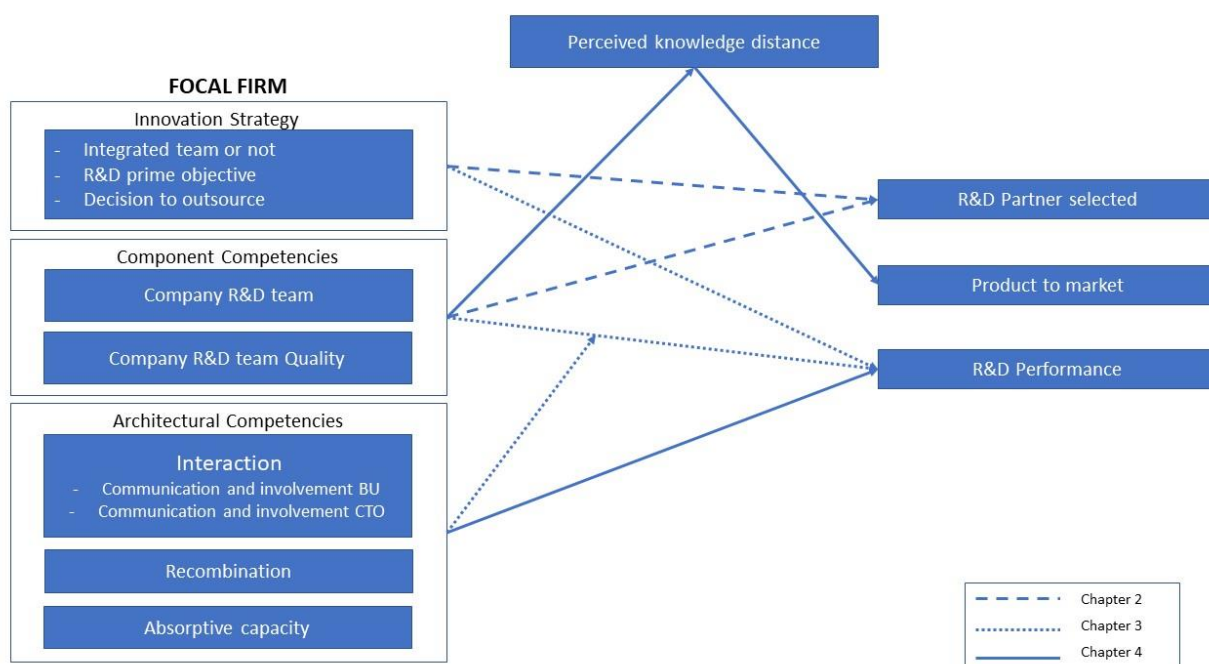 Perceived knowledge distance
FOCAL FIRM
Innovation Strategy
- Integrated team or not
- R&D prime objective
- Decision to outsource
Component Competencies
Company R&D team
Company R&D team Quality
Architectural Competencies
Interaction
- Communication and involvement BU
- Communication and involvement CTO
Recombination
Absorptive capacity
R&D Partner selected
Product to market
R&D Performance
Chapter 2
Chapter 3
Chapter 4